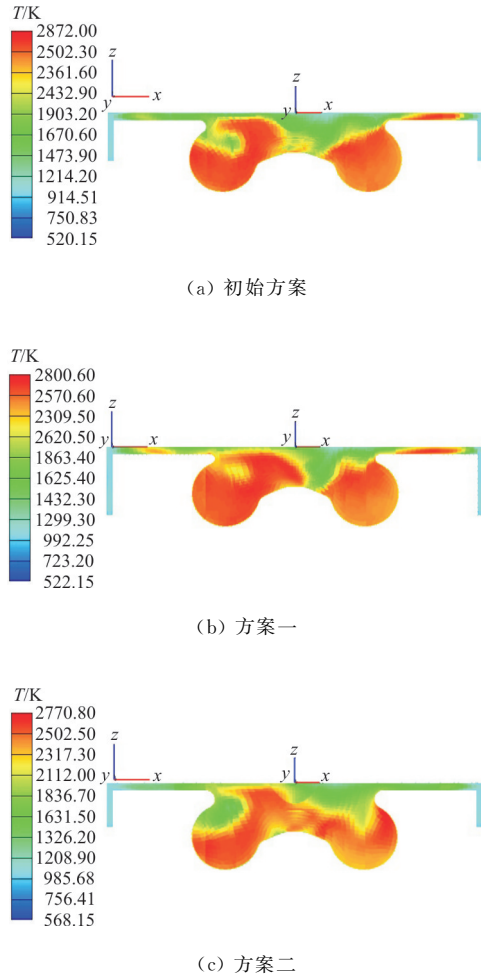 T/K
2872.00
2502.30
2361.60
2432.90
1903.20
1670.60
1473.90
1214.20
914.51
750.83
520.15
z
y x
z
y x
(a) 初始方案
T/K
2800.60
2570.60
2309.50
2620.50
1863.40
1625.40
1432.30
1299.30
992.25
723.20
522.15
z
y x
z
y x
(b) 方案一
T/K
2770.80
2502.50
2317.30
2112.00
1836.70
1631.50
1326.20
1208.90
985.68
756.41
568.15
z
y x
z
y x
(c) 方案二